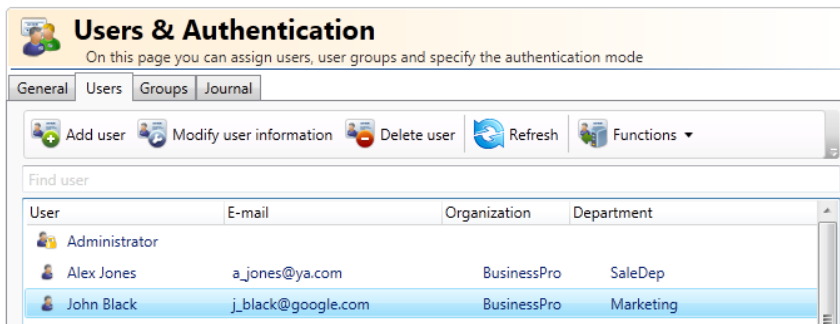 Users & Authentication
On this page you can assign users, user groups and specify the authentication mode
General Users Groups Journal
Add user Modify user information Delete user Refresh Functions
Find user
User E-mail Organization Department
Administrator
Alex Jones a_jones@ya.com BusinessPro SaleDep
John Black j_black@google.com BusinessPro Marketing